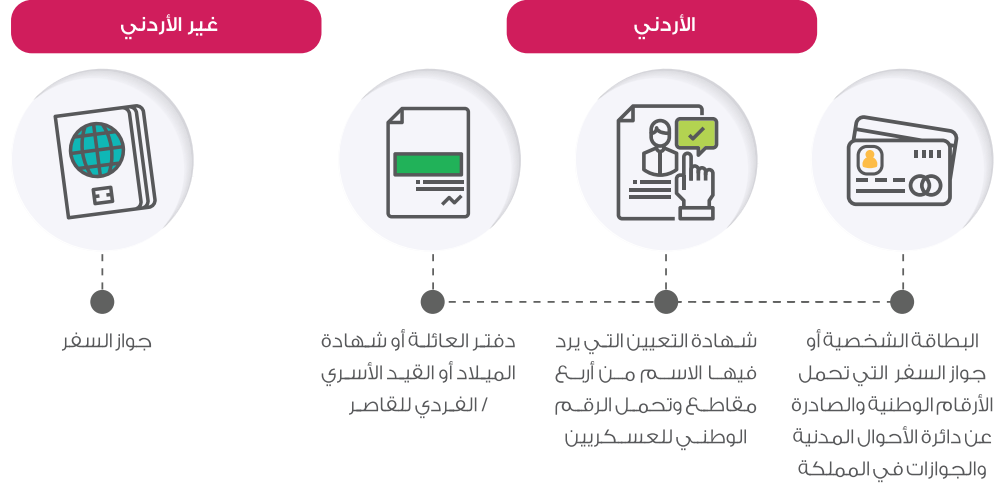 الأردني
غير الأردني
البطاقة الشخصية أو
جواز السفر التي تحمل
الأرقام الوطنية والصادرة
عن دائرة الأحوال المدنية
والجوازات في المملكة
شهادة التعيين التي يرد
فيها الاسم من أربع
مقاطع وتحمل الرقم
الوطني للعسكريين
دفتر العائلة أو شهادة
الميلاد أو القيد الأسري
/ الفردي للقاصر
جواز السفر